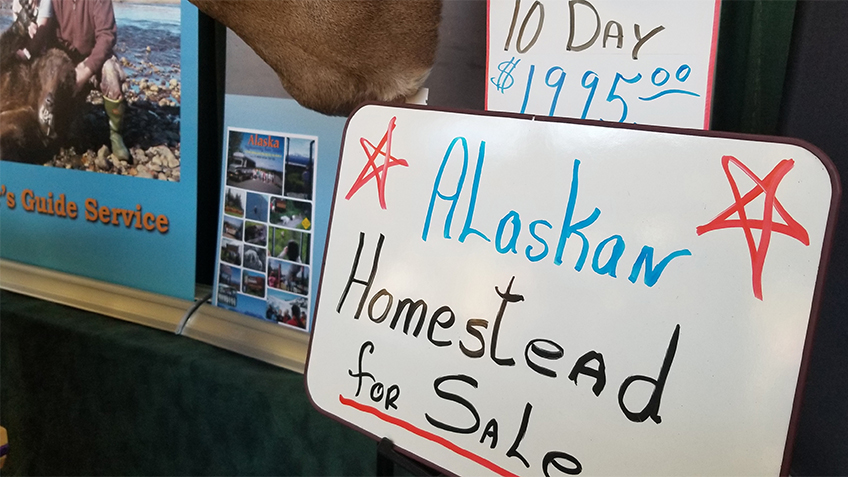 10 DAY
$1995.00
's Guide Service
Alaska
ALaskan
Homestead
for Sale